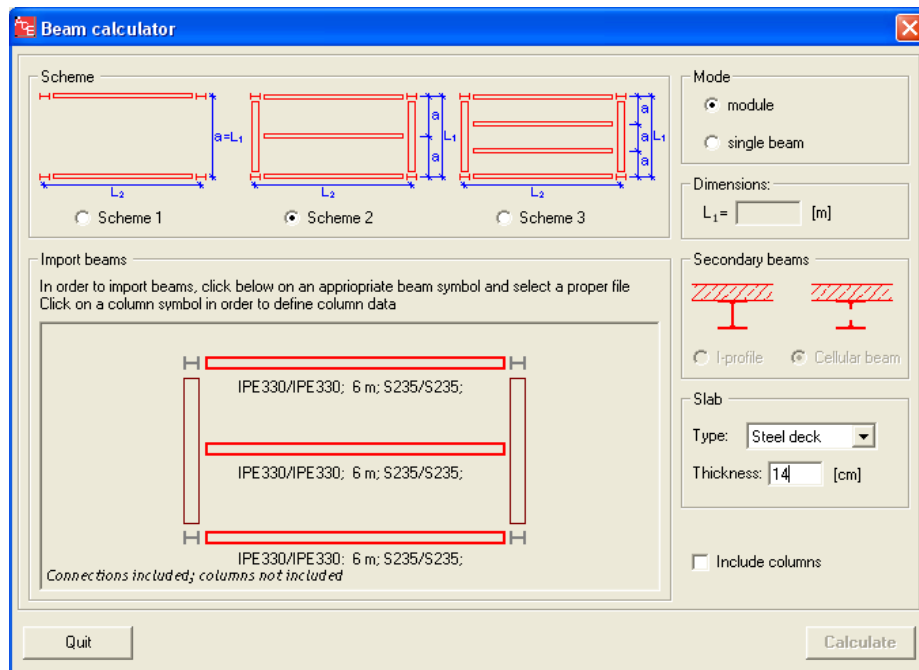 ACE Beam calculator
Scheme
a=L₁
L₂
Scheme 1
a
a
L₁
L₂
Scheme 2
a
a
a
L₁
L₂
Scheme 3
Mode
module
single beam
Dimensions:
L₁= [m]
Import beams
In order to import beams, click below on an appriopriate beam symbol and select a proper file
Click on a column symbol in order to define column data
IPE330/IPE330; 6 m; S235/S235;
IPE330/IPE330; 6 m; S235/S235;
IPE330/IPE330: 6 m; S235/S235;
Connections included; columns not included
Secondary beams
I-profile
Cellular beam
Slab
Type: Steel deck
Thickness: 14 [cm]
Include columns
Quit
Calculate